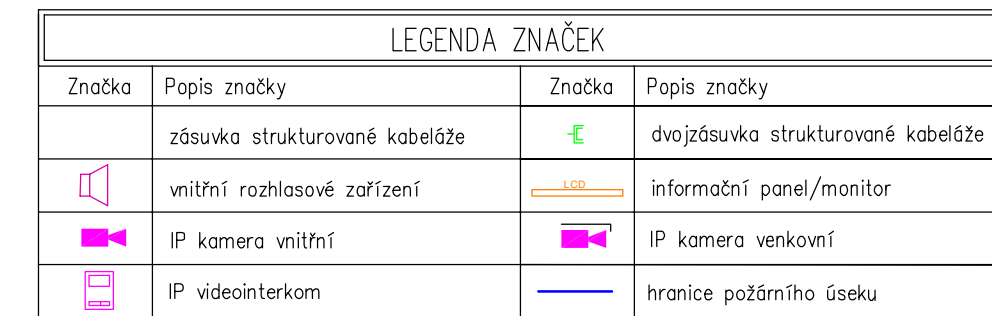 LEGENDA ZNAČEK
Značka Popis značky Značka Popis značky
zásuvka strukturované kabeláže dvojzásuvka strukturované kabeláže
vnitřní rozhlasové zařízení LCD informační panel/monitor
IP kamera vnitřní IP kamera venkovní
IP videointerkom hranice požárního úseku